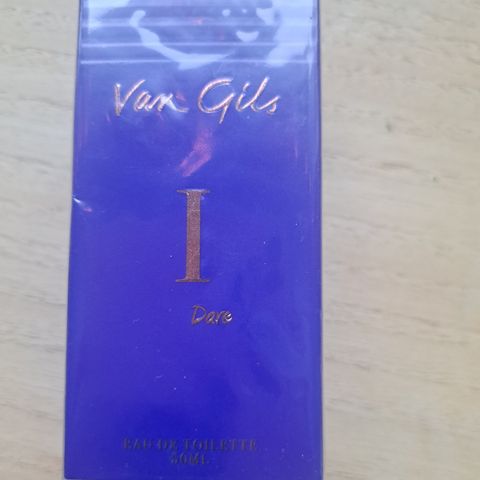 Van Gils
I
Dare
EAU DE TOILETTE
50ML